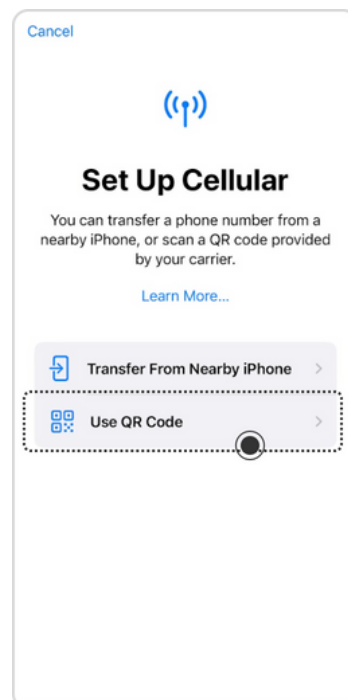 Cancel
Set Up Cellular
You can transfer a phone number from a
nearby iPhone, or scan a QR code provided
by your carrier.
Learn More...
Transfer From Nearby iPhone
Use QR Code